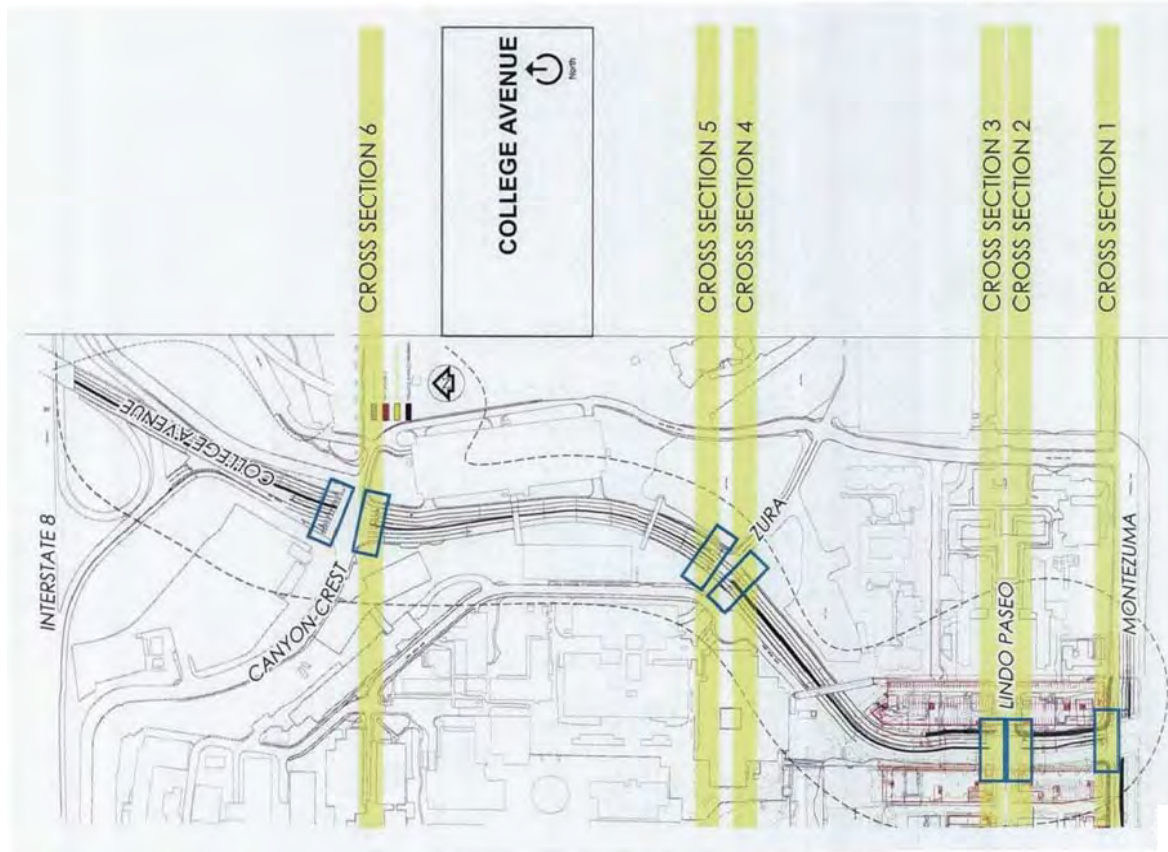 COLLEGE AVENUE
North
CROSS SECTION 6
CROSS SECTION 5
CROSS SECTION 4
CROSS SECTION 3
CROSS SECTION 2
CROSS SECTION 1
INTERSTATE 8
COLLEGE AVENUE
CANYON CREST
ZURA
LINDO PASEO
MONTEZUMA